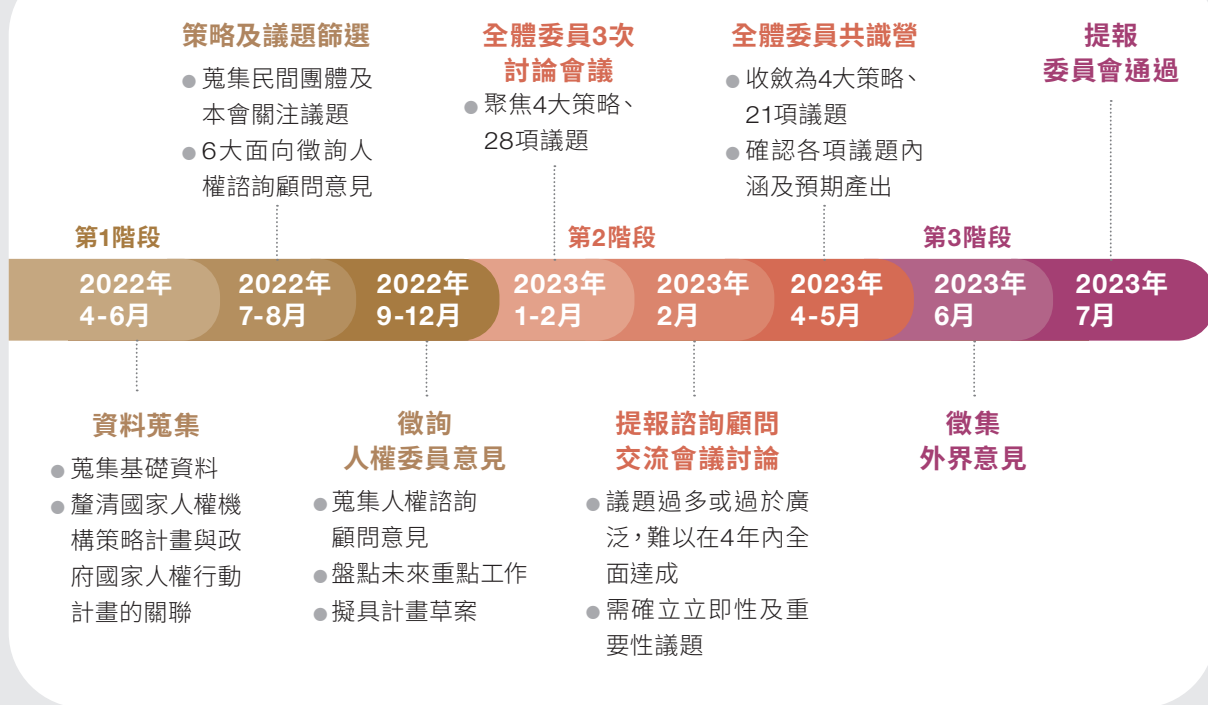 策略及議題篩選
●蒐集民間團體及
本會關注議題
●6大面向徵詢人
權諮詢顧問意見
全體委員3次
討論會議
●聚焦4大策略、
28項議題
全體委員共識營
●收斂為4大策略、
21項議題
●確認各項議題內
涵及預期產出
提報
委員會通過
第1階段
第2階段
第3階段
2022年
4-6月
2022年
7-8月
2022年
9-12月
2023年
1-2月
2023年
2月
2023年
4-5月
2023年
6月
2023年
7月
資料蒐集
●蒐集基礎資料
●釐清國家人權機
構策略計畫與政
府國家人權行動
計畫的關聯
徵詢
人權委員意見
●蒐集人權諮詢
顧問意見
●盤點未來重點工作
●擬具計畫草案
提報諮詢顧問
交流會議討論
●議題過多或過於廣
泛，難以在4年內全
面達成
●需確立立即性及重
要性議題
徵集
外界意見